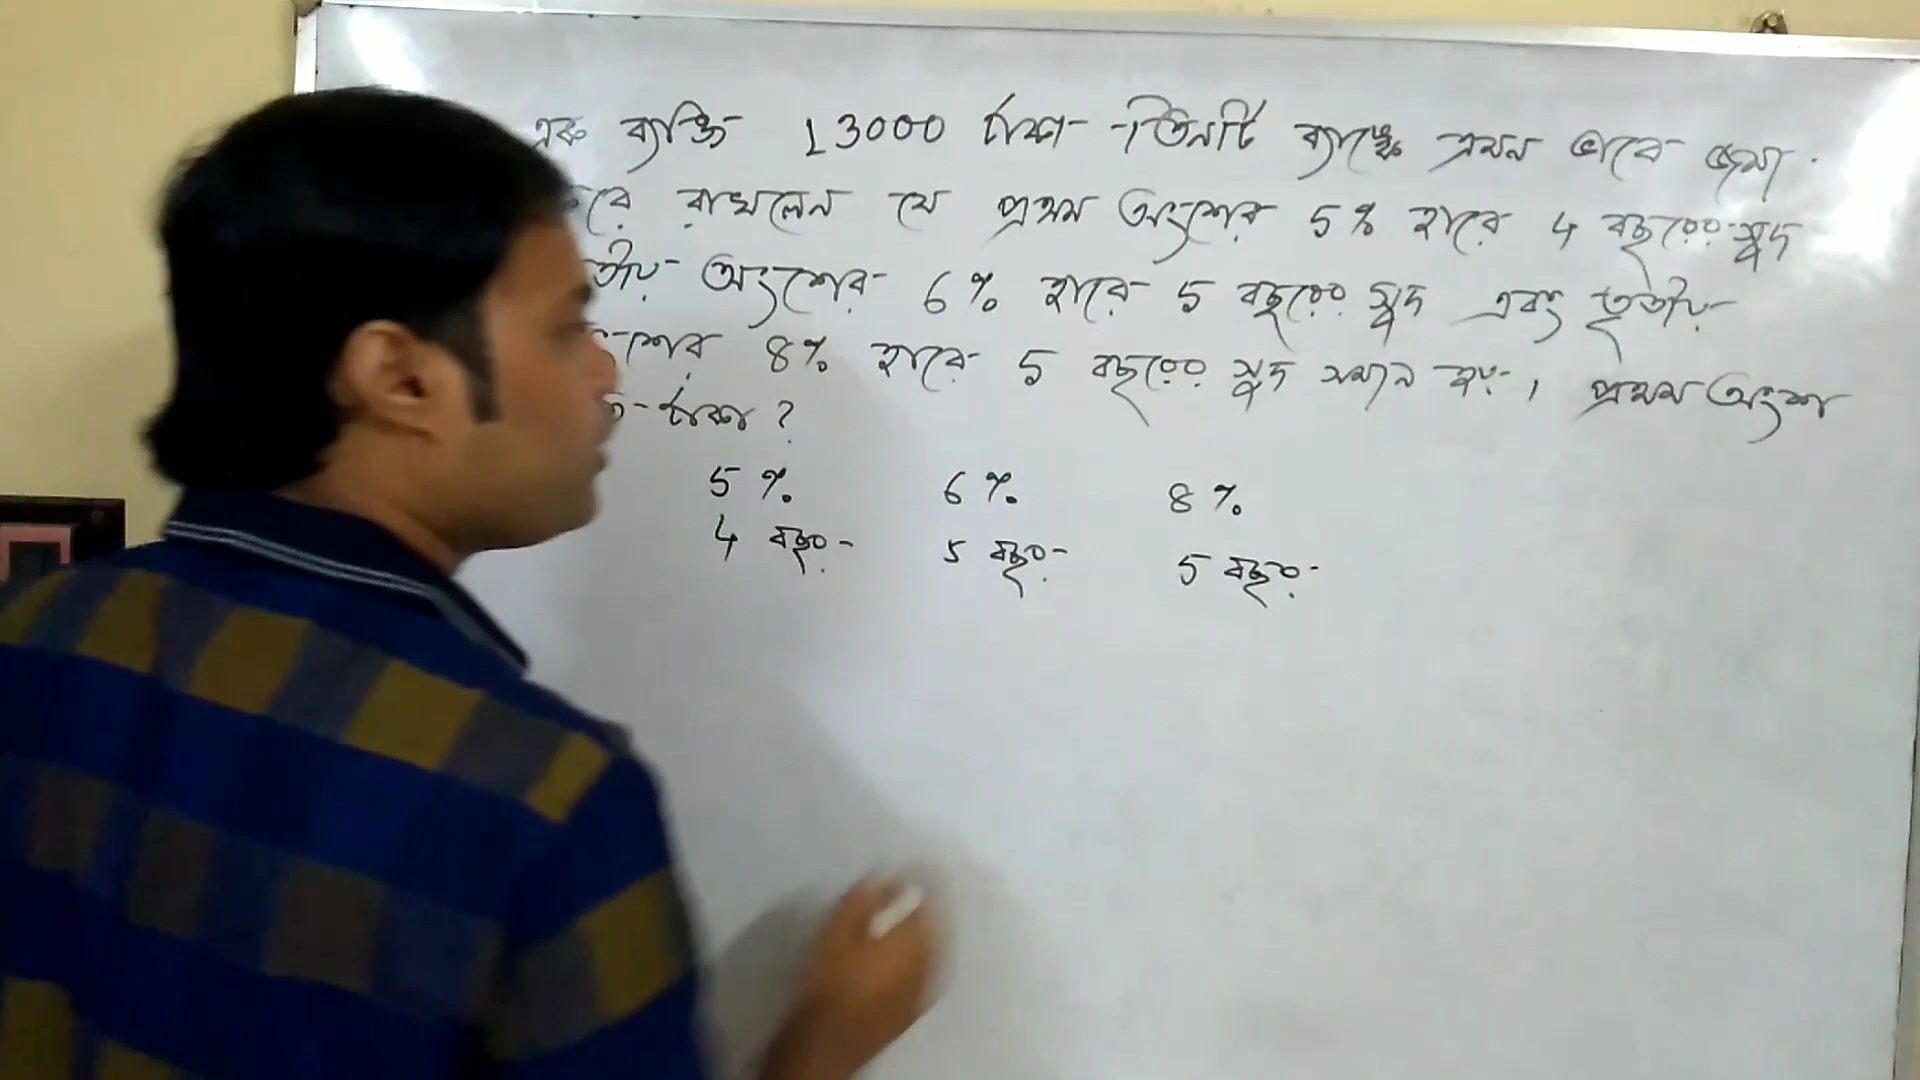 এক ব্যক্তি 13000 টাকা তিনটি ব্যাঙ্কে এমন ভাবে জমা
রাখলেন যে প্রথম অংশের 5% হারে 4 বছরের সুদ
অংশের 6% হারে 5 বছরের সুদ এবং তৃতীয়
8% হারে 5 বছরের সুদ সমান হয়। প্রথম অংশ
টাকা ?
5 % 6 % 8 %
4 বছর 5 বছর 5 বছর